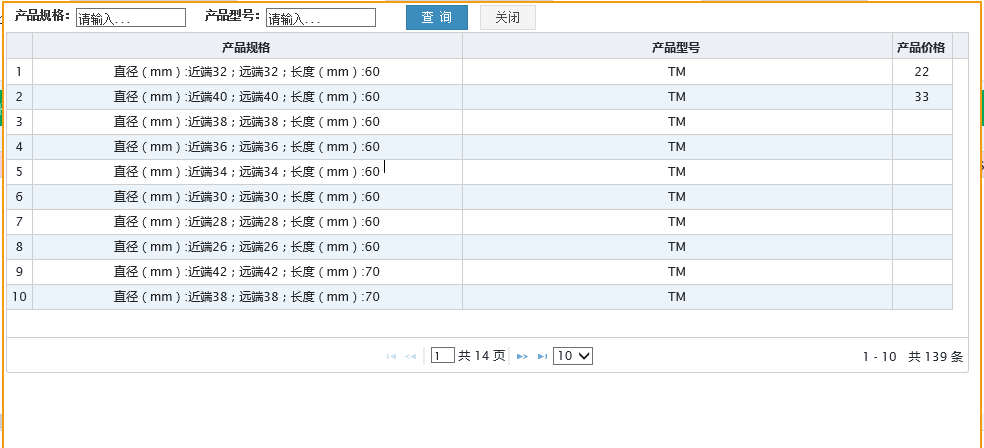 产品规格: 请输入... 产品型号: 请输入... 查 询 关闭
产品规格 产品型号 产品价格
1 直径（mm）:近端32；远端32；长度（mm）:60 TM 22
2 直径（mm）:近端40；远端40；长度（mm）:60 TM 33
3 直径（mm）:近端38；远端38；长度（mm）:60 TM
4 直径（mm）:近端36；远端36；长度（mm）:60 TM
5 直径（mm）:近端34；远端34；长度（mm）:60 TM
6 直径（mm）:近端30；远端30；长度（mm）:60 TM
7 直径（mm）:近端28；远端28；长度（mm）:60 TM
8 直径（mm）:近端26；远端26；长度（mm）:60 TM
9 直径（mm）:近端42；远端42；长度（mm）:70 TM
10 直径（mm）:近端38；远端38；长度（mm）:70 TM
1 共 14 页 10 1 - 10 共 139 条